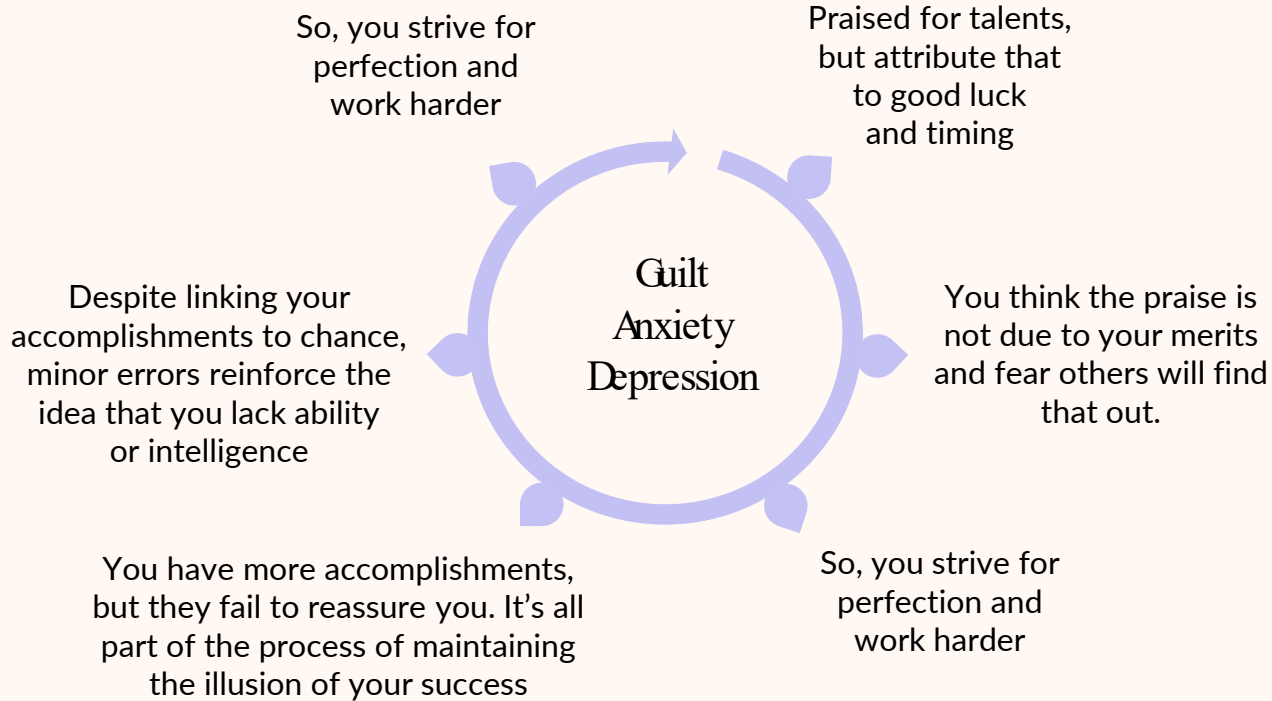 So, you strive for
perfection and
work harder
Praised for talents,
but attribute that
to good luck
and timing
Guilt
Anxiety
Depression
Despite linking your
accomplishments to chance,
minor errors reinforce the
idea that you lack ability
or intelligence
You think the praise is
not due to your merits
and fear others will find
that out.
You have more accomplishments,
but they fail to reassure you. It’s all
part of the process of maintaining
the illusion of your success
So, you strive for
perfection and
work harder